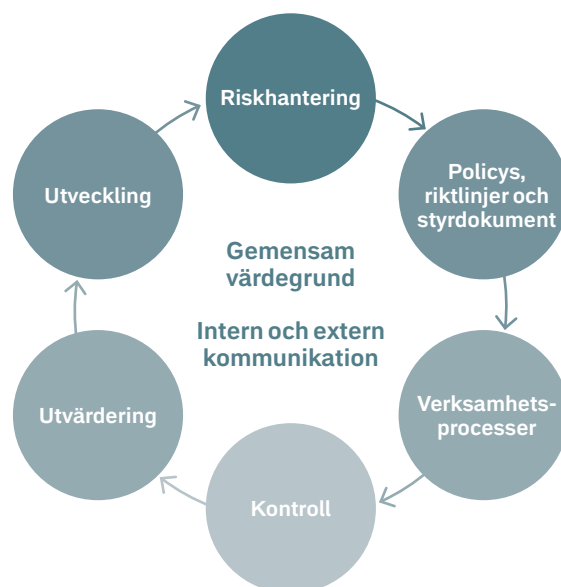 Riskhantering
Policys,
riktlinjer och
styrdokument
Verksamhets-
processer
Kontroll
Utvärdering
Utveckling
Gemensam
värdegrund
Intern och extern
kommunikation